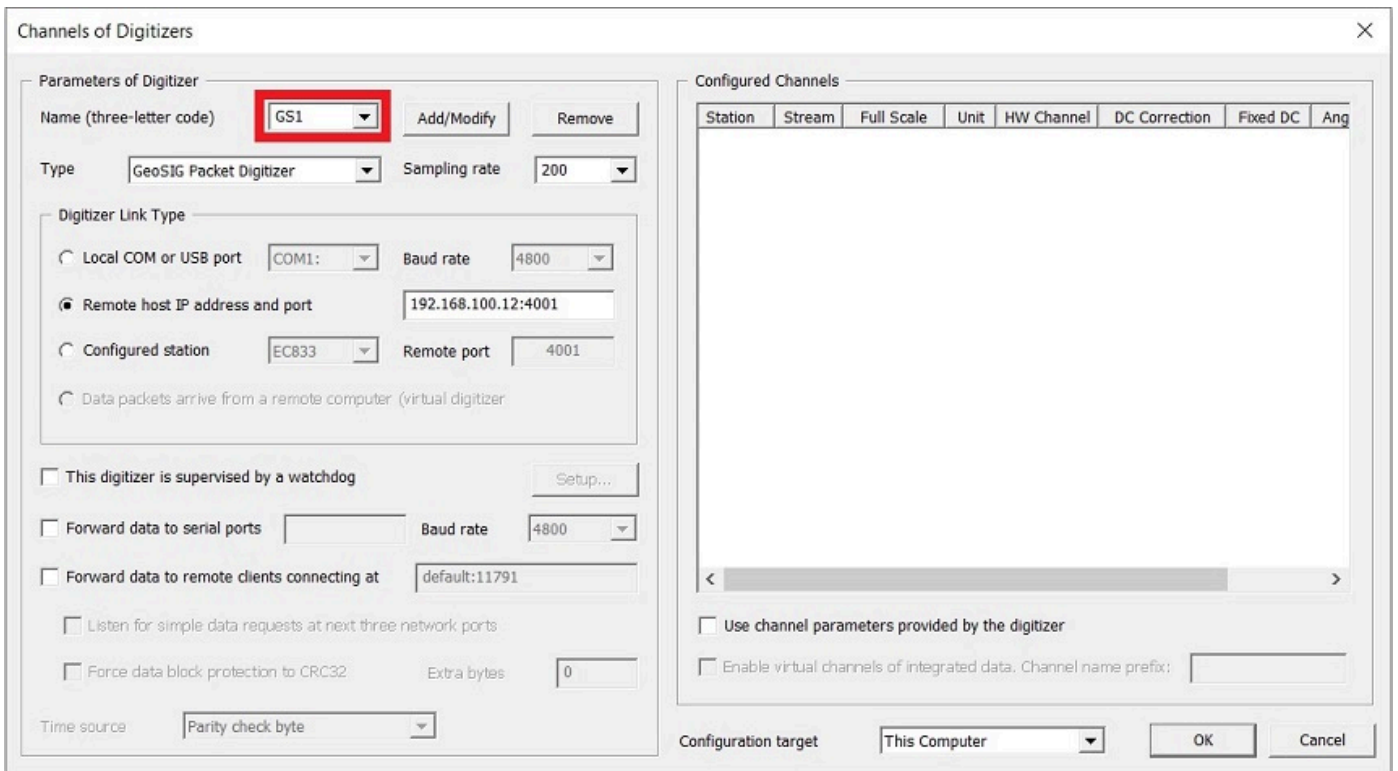 Channels of Digitizers
Parameters of Digitizer
Name (three-letter code) GS1 Add/Modify Remove
Type GeoSIG Packet Digitizer Sampling rate 200
Digitizer Link Type
Local COM or USB port COM1: Baud rate 4800
Remote host IP address and port 192.168.100.12:4001
Configured station EC833 Remote port 4001
Data packets arrive from a remote computer (virtual digitizer
This digitizer is supervised by a watchdog Setup...
Forward data to serial ports Baud rate 4800
Forward data to remote clients connecting at default:11791
Listen for simple data requests at next three network ports
Force data block protection to CRC32 Extra bytes 0
Time source Parity check byte
Configured Channels
Station Stream Full Scale Unit HW Channel DC Correction Fixed DC Ang
Use channel parameters provided by the digitizer
Enable virtual channels of integrated data. Channel name prefix:
Configuration target This Computer OK Cancel